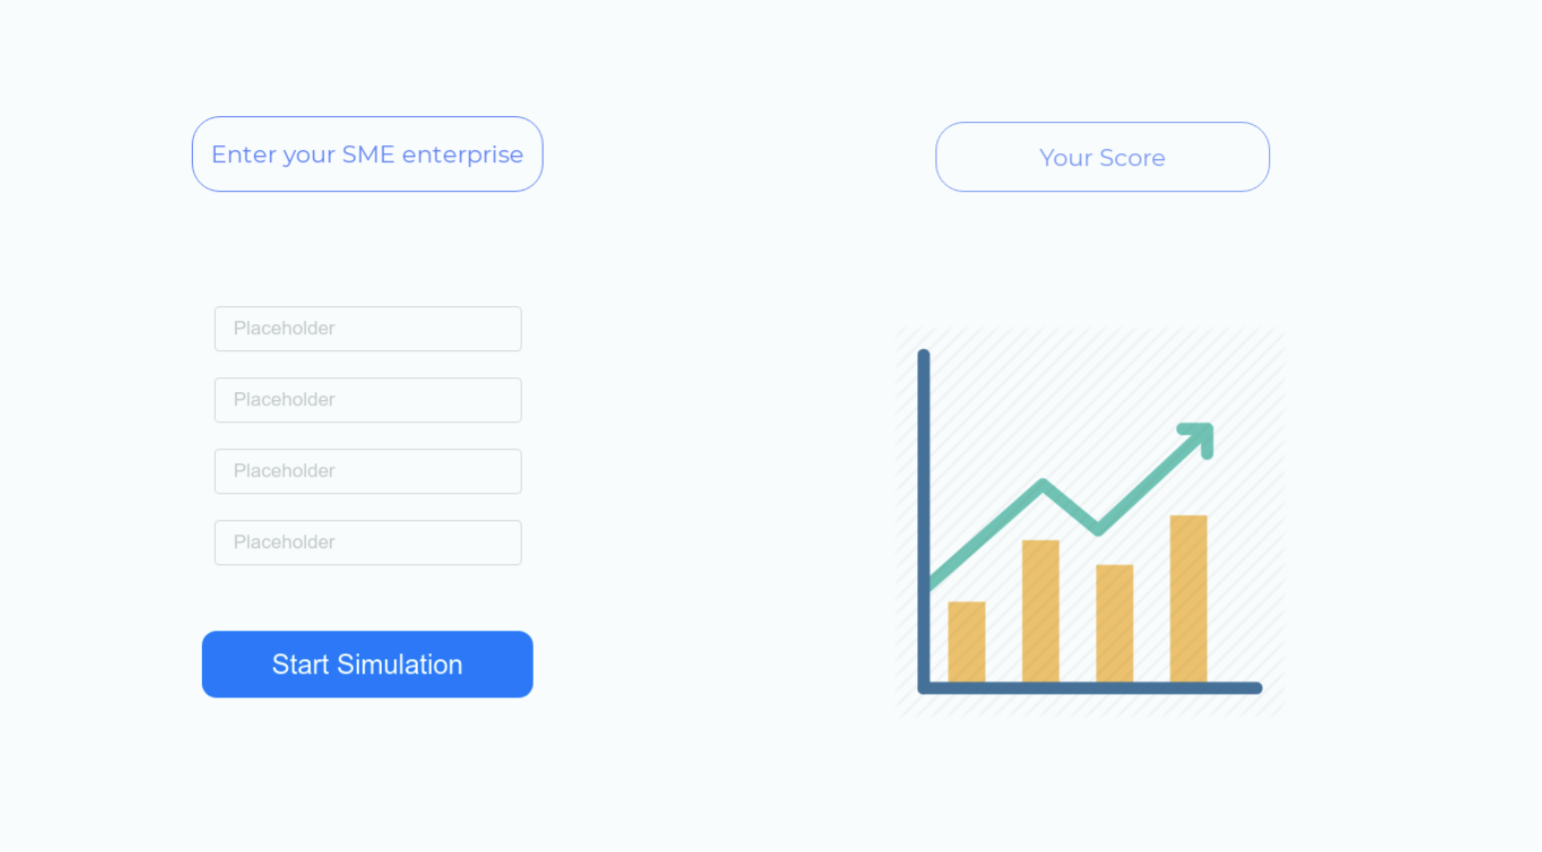 Enter your SME enterprise
Your Score
Placeholder
Placeholder
Placeholder
Placeholder
Start Simulation